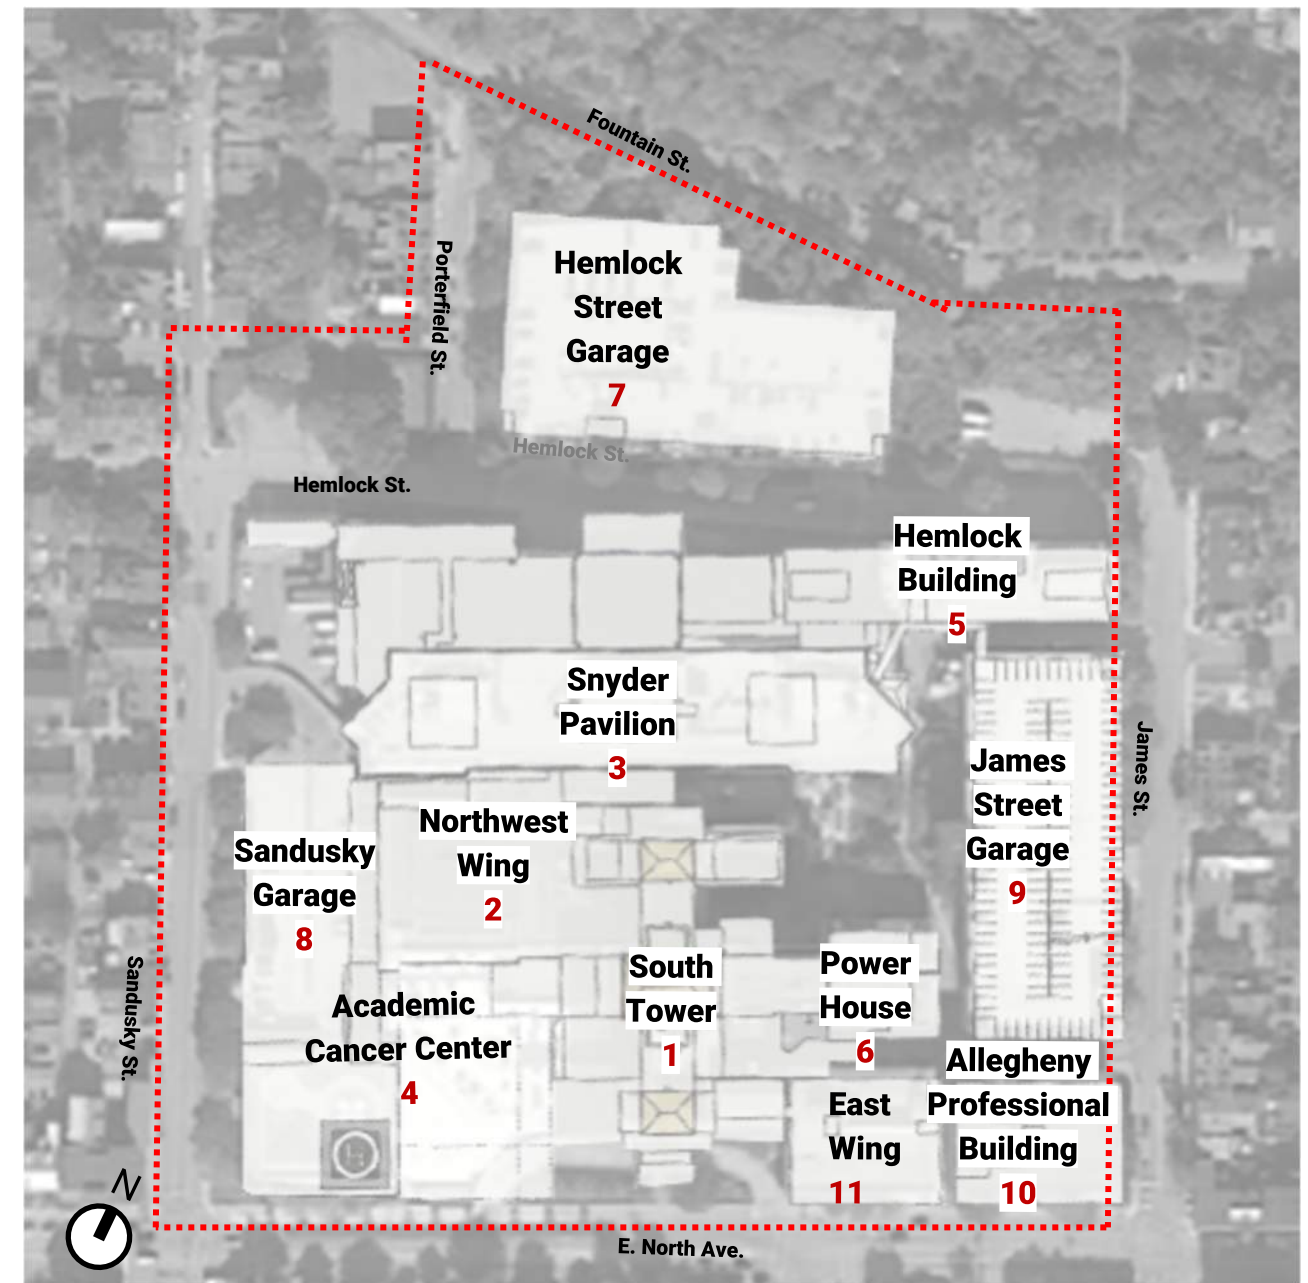 Fountain St.
Porterfield St.
Hemlock
Street
Garage
7
Hemlock St.
Hemlock St.
Hemlock
Building
5
Snyder
Pavilion
3
James
Street
Garage
9
James St.
Northwest
Wing
2
Sandusky
Garage
8
Sandusky St.
South
Tower
1
Power
House
6
Academic
Cancer Center
4
H
East
Wing
11
Allegheny
Professional
Building
10
N
E. North Ave.